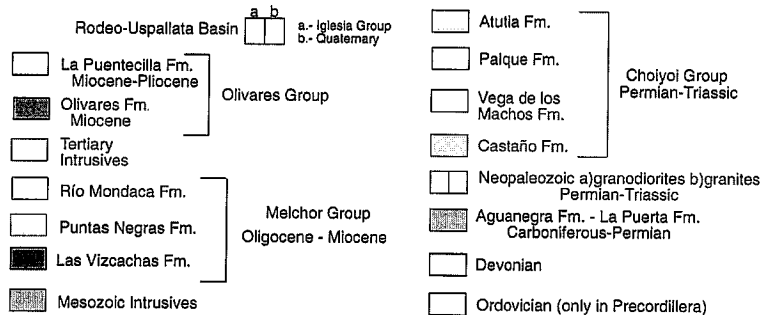 a b
Rodeo-Uspallata Basin
a.- Iglesia Group
b.- Quaternary
La Puentecilla Fm.
Miocene-Pliocene
Olivares Fm.
Miocene
Olivares Group
Tertiary
Intrusives
Río Mondaca Fm.
Puntas Negras Fm.
Las Vizcachas Fm.
Melchor Group
Oligocene - Miocene
Mesozoic Intrusives
Atutia Fm.
Palque Fm.
Vega de los
Machos Fm.
Castaño Fm.
Choiyoi Group
Permian-Triassic
Neopaleozoic a)granodiorites b)granites
Permian-Triassic
Aguanegra Fm. - La Puerta Fm.
Carboniferous-Permian
Devonian
Ordovician (only in Precordillera)